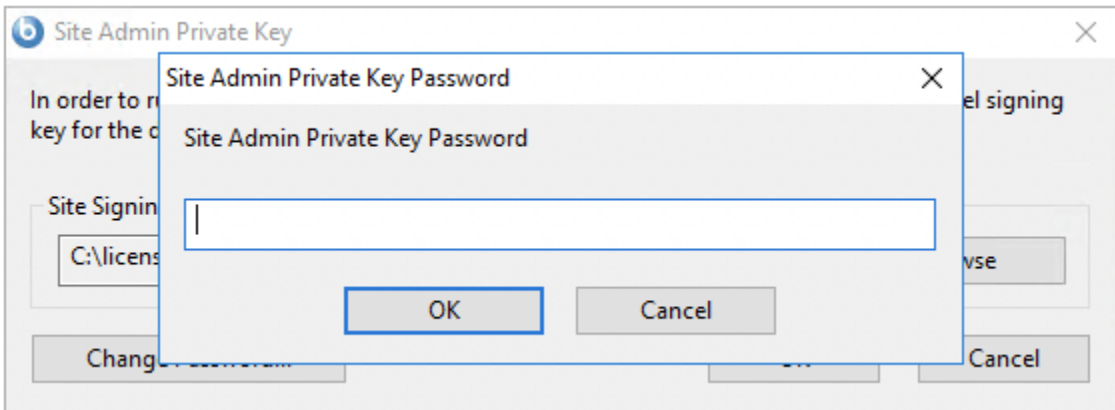 Site Admin Private Key
Site Admin Private Key Password
In order to
el signing
key for the
Site Admin Private Key Password
Site Signin
C:\licens
wse
OK
Cancel
Chang
Cancel